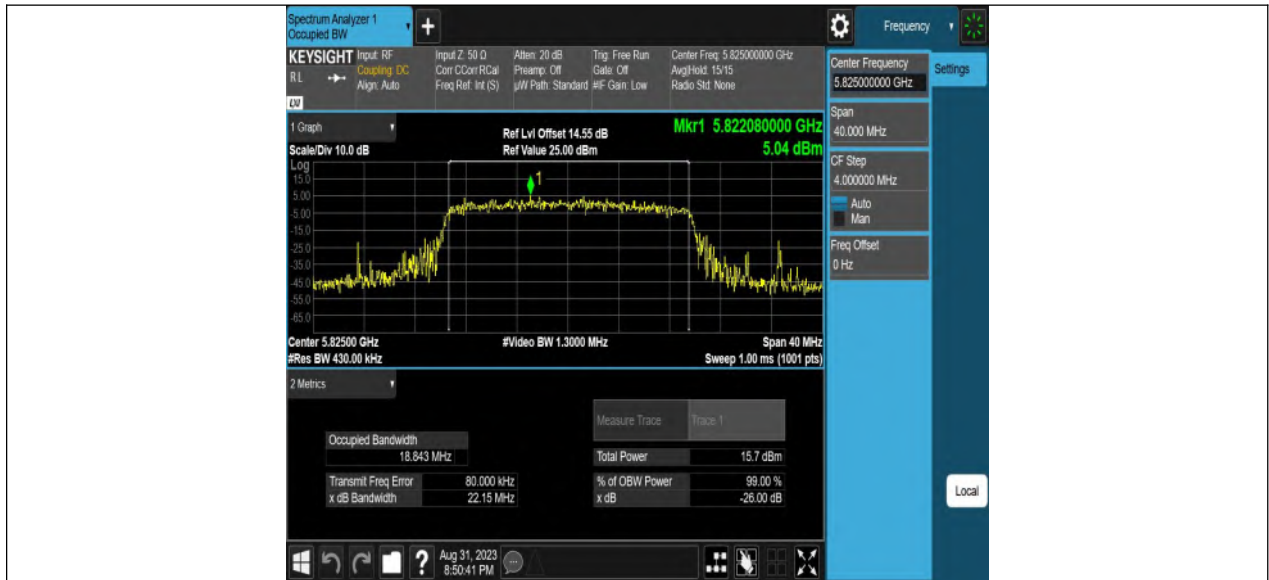 Spectrum Analyzer 1
Occupied BW
+
Frequency
KEYSIGHT
RL
LXI
Input: RF
Coupling: DC
Align: Auto
Input Z: 50 Ω
Corr CCorr RCal
Freq Ref: Int (S)
Atten: 20 dB
Preamp: Off
µW Path: Standard
Trig: Free Run
Gate: Off
#IF Gain: Low
Center Freq: 5.825000000 GHz
Avg|Hold: 15/15
Radio Std: None
Center Frequency
5.825000000 GHz
Settings
Span
40.000 MHz
CF Step
4.000000 MHz
Auto
Man
Freq Offset
0 Hz
Local
1 Graph
Scale/Div 10.0 dB
Ref Lvl Offset 14.55 dB
Ref Value 25.00 dBm
Mkr1 5.822080000 GHz
5.04 dBm
Log
15.0
5.00
-5.00
-15.0
-25.0
-35.0
-45.0
-55.0
-65.0
1
Center 5.82500 GHz
#Res BW 430.00 kHz
#Video BW 1.3000 MHz
Span 40 MHz
Sweep 1.00 ms (1001 pts)
2 Metrics
Measure Trace Trace 1
Occupied Bandwidth
18.843 MHz
Total Power 15.7 dBm
Transmit Freq Error 80.000 kHz
% of OBW Power 99.00 %
x dB Bandwidth 22.15 MHz
x dB -26.00 dB
?
Aug 31, 2023
8:50:41 PM